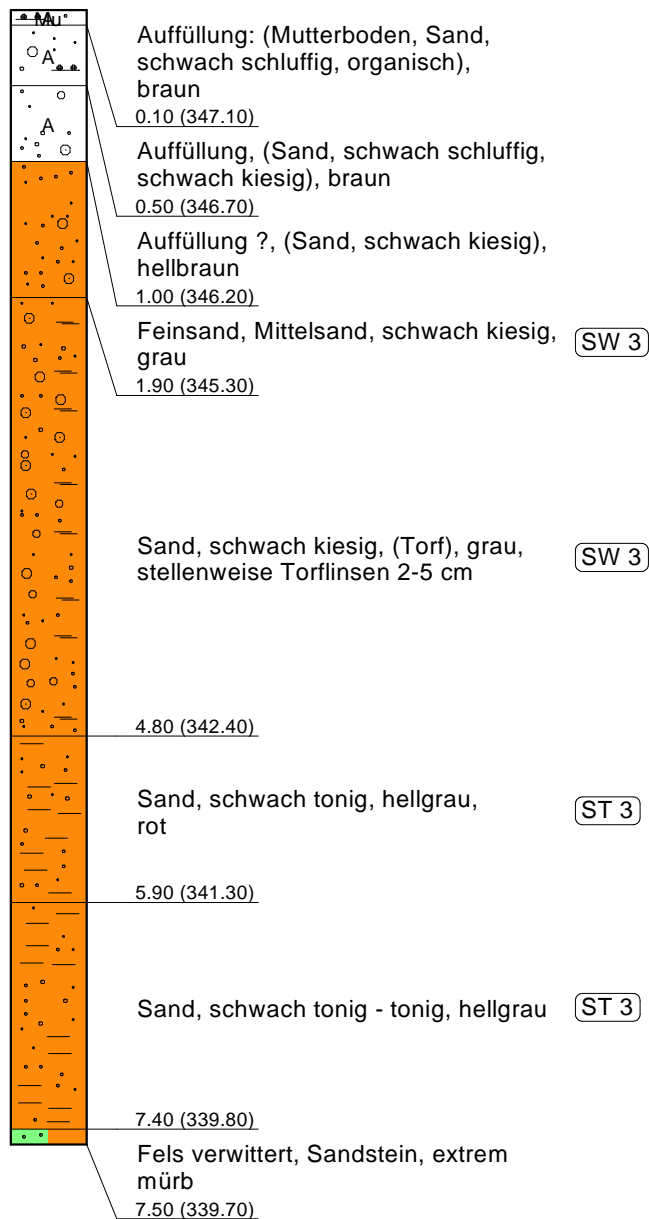 Mu
A
A
Auffüllung: (Mutterboden, Sand,
schwach schluffig, organisch),
braun
0.10 (347.10)
Auffüllung, (Sand, schwach schluffig,
schwach kiesig), braun
0.50 (346.70)
Auffüllung ?, (Sand, schwach kiesig),
hellbraun
1.00 (346.20)
Feinsand, Mittelsand, schwach kiesig,
grau
SW 3
1.90 (345.30)
Sand, schwach kiesig, (Torf), grau,
stellenweise Torflinsen 2-5 cm
SW 3
4.80 (342.40)
Sand, schwach tonig, hellgrau,
rot
ST 3
5.90 (341.30)
Sand, schwach tonig - tonig, hellgrau
ST 3
7.40 (339.80)
Fels verwittert, Sandstein, extrem
mürb
7.50 (339.70)